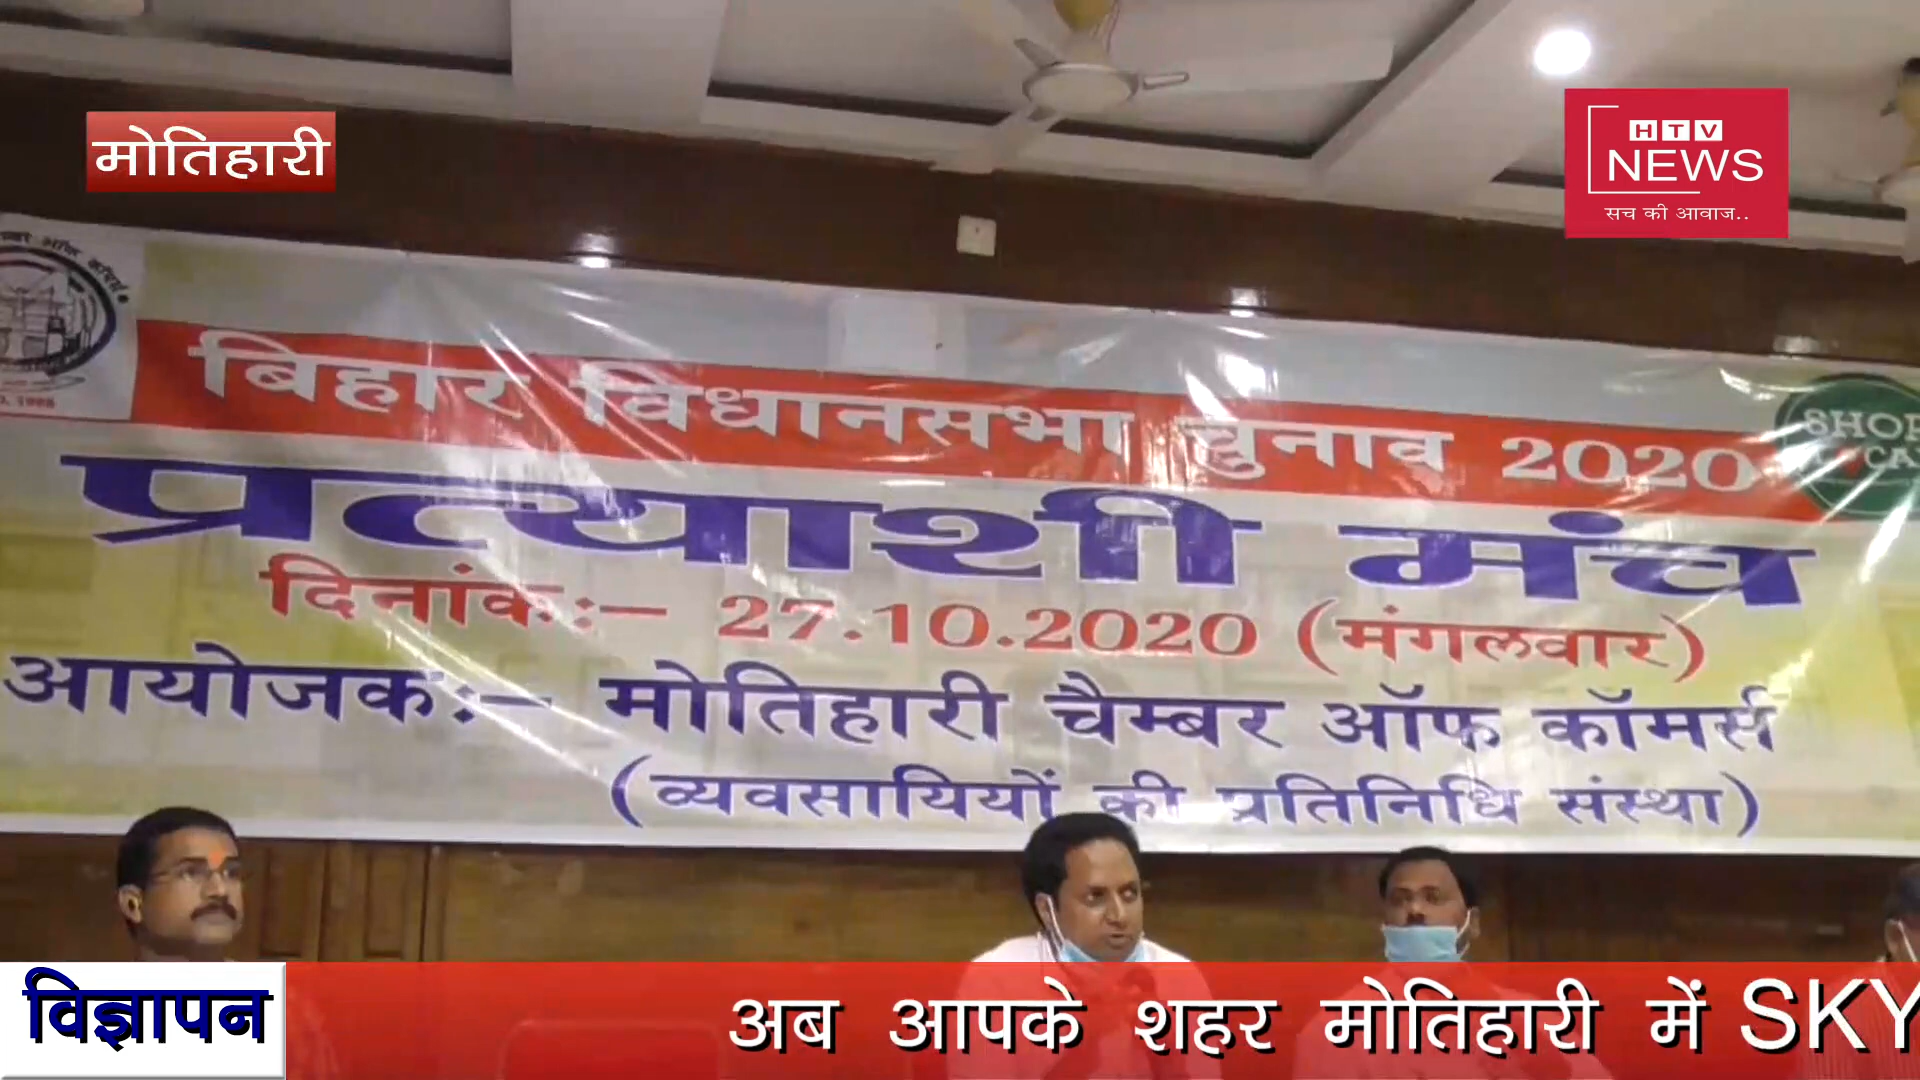 मोतिहारी
HTV
NEWS
सच की आवाज..
बिहार विधानसभा चुनाव 2020
SHOP
प्रत्याशी मंच
दिनांक:- 27.10.2020 (मंगलवार)
आयोजक:- मोतिहारी चैम्बर ऑफ कॉमर्स
(व्यवसायियों की प्रतिनिधि संस्था)
विज्ञापन
अब आपके शहर मोतिहारी में SKY